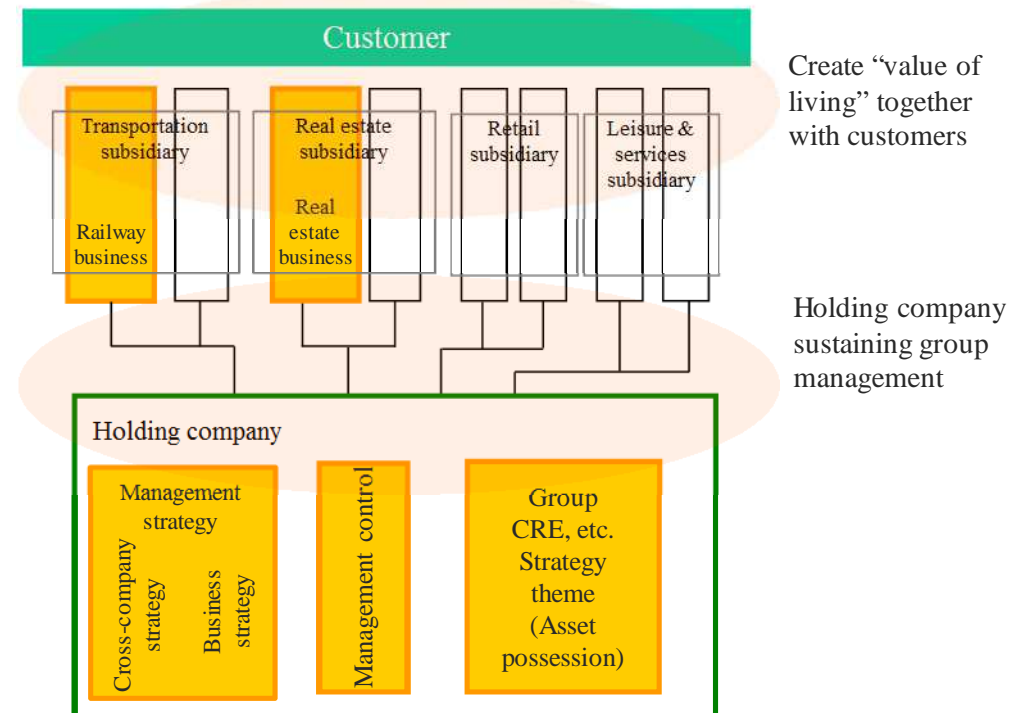 Customer
Create “value of
living” together
with customers
Transportation
subsidiary
Railway
business
Real estate
subsidiary
Real
estate
business
Retail
subsidiary
Leisure &
services
subsidiary
Holding company
sustaining group
management
Holding company
Management
strategy
Cross-company
strategy
Business
strategy
Management control
Group
CRE, etc.
Strategy
theme
(Asset
possession)